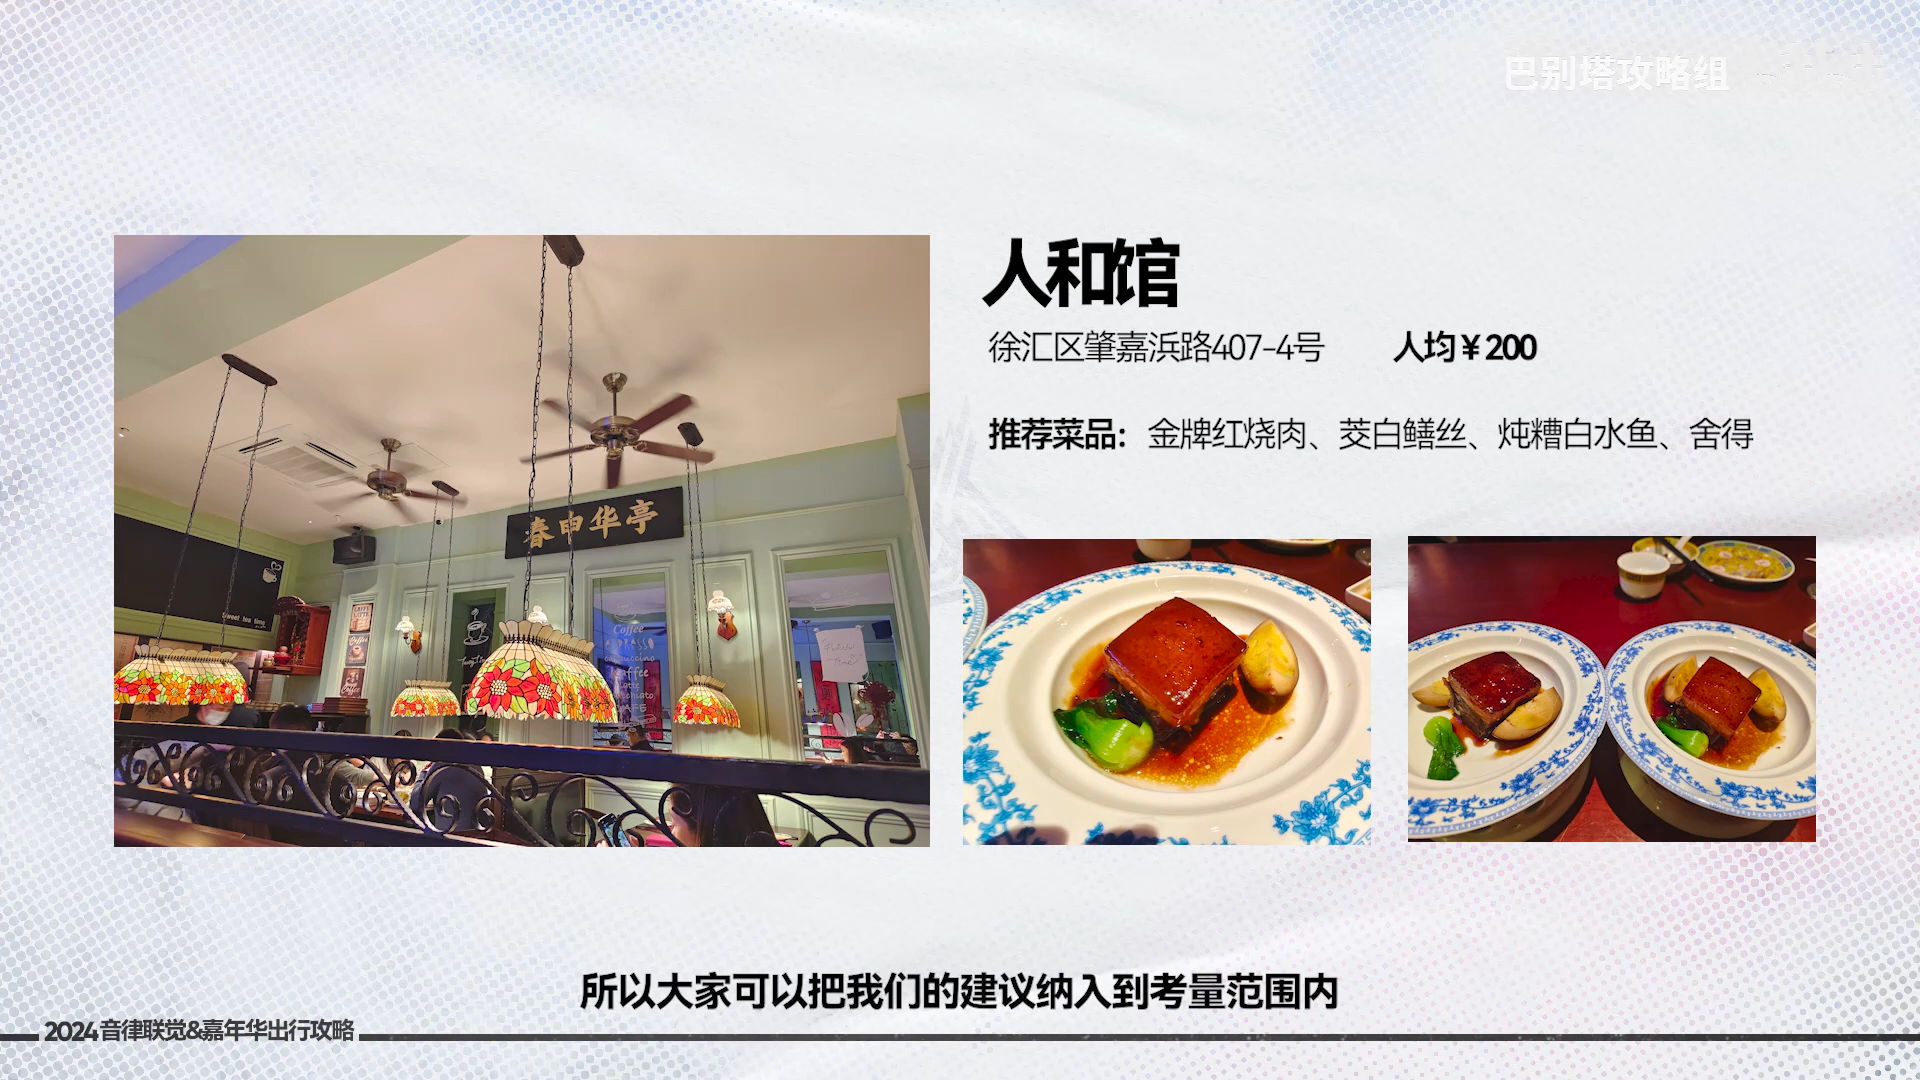 巴别塔攻略组
人和馆
徐汇区肇嘉浜路407-4号 人均¥200
推荐菜品：金牌红烧肉、茭白鳝丝、炖糟白水鱼、舍得
春申华亭
Sweet tea time
Coffee
所以大家可以把我们的建议纳入到考量范围内
2024音律联觉&嘉年华出行攻略